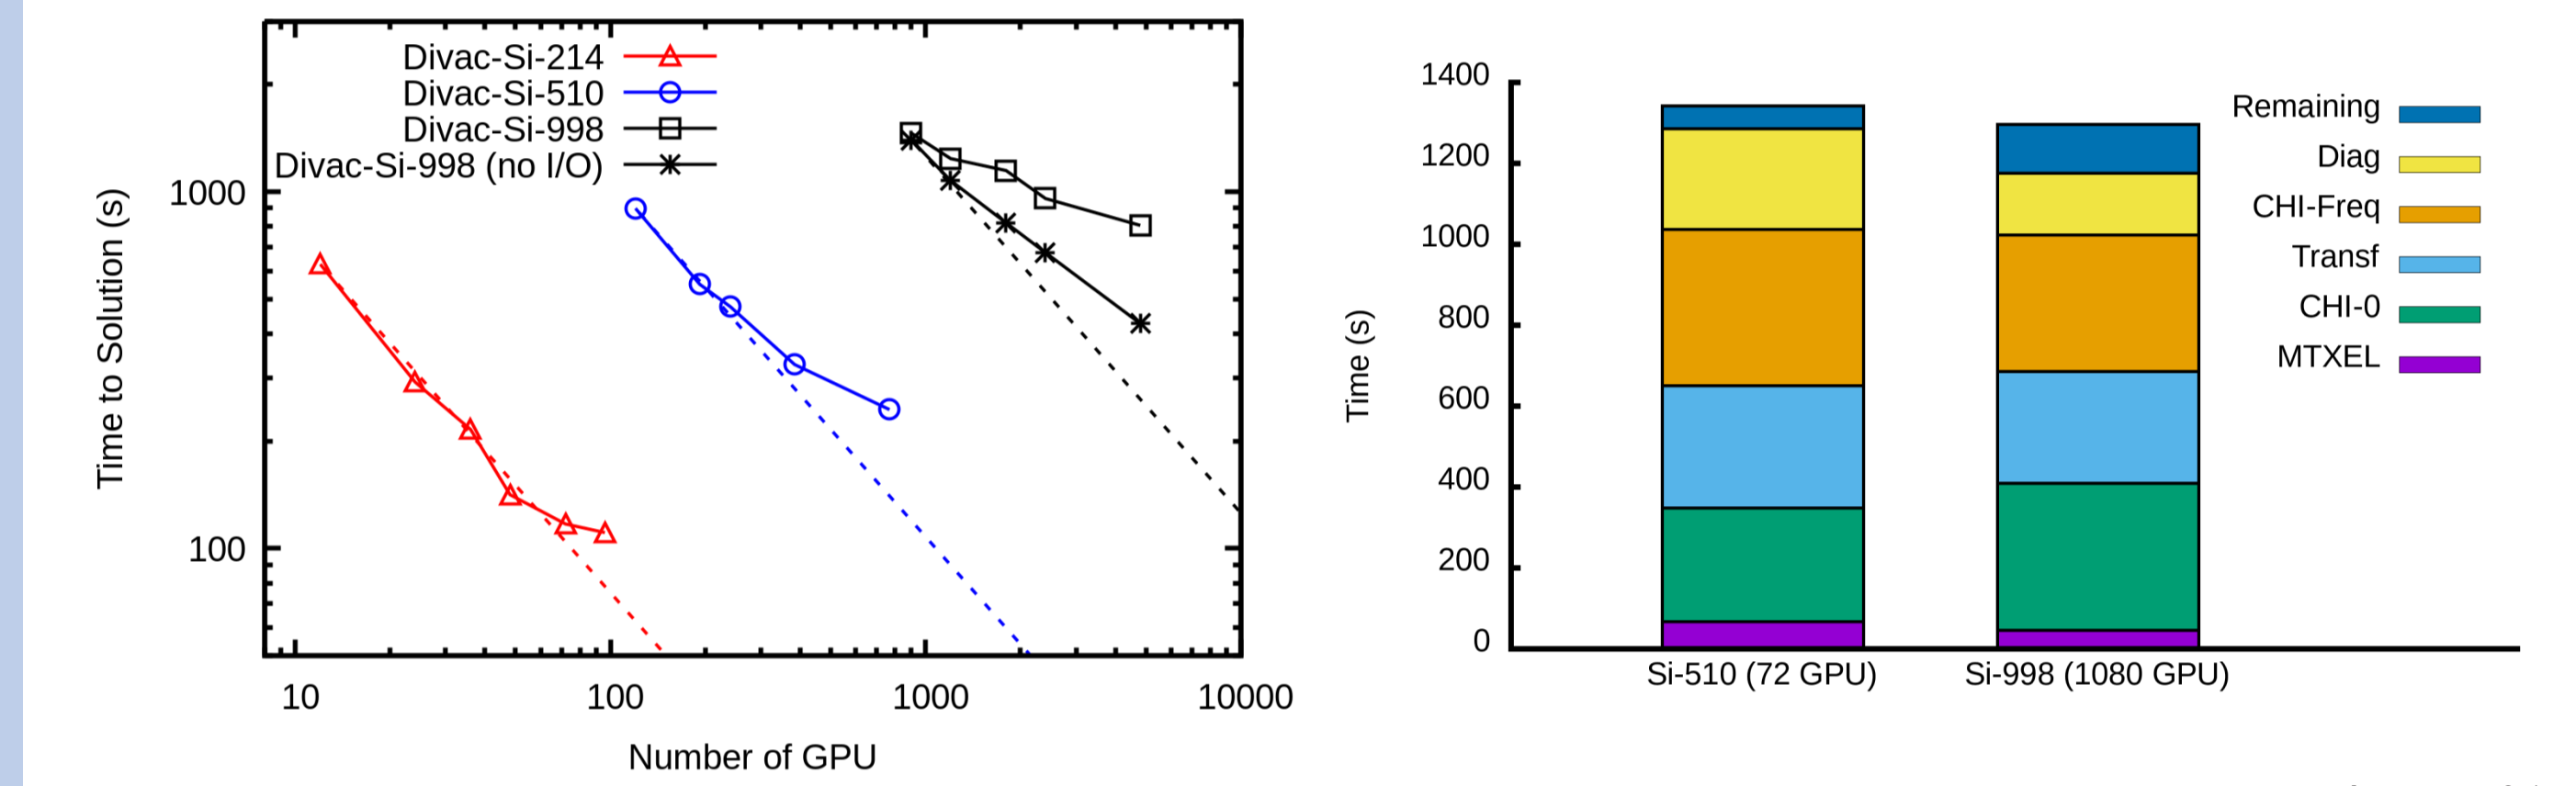 Divac-Si-214
Divac-Si-510
Divac-Si-998
Divac-Si-998 (no I/O)
Time to Solution (s)
1000
100
10
100
1000
10000
Number of GPU
Time (s)
1400
1200
1000
800
600
400
200
0
Si-510 (72 GPU)
Si-998 (1080 GPU)
Remaining
Diag
CHI-Freq
Transf
CHI-0
MTXEL